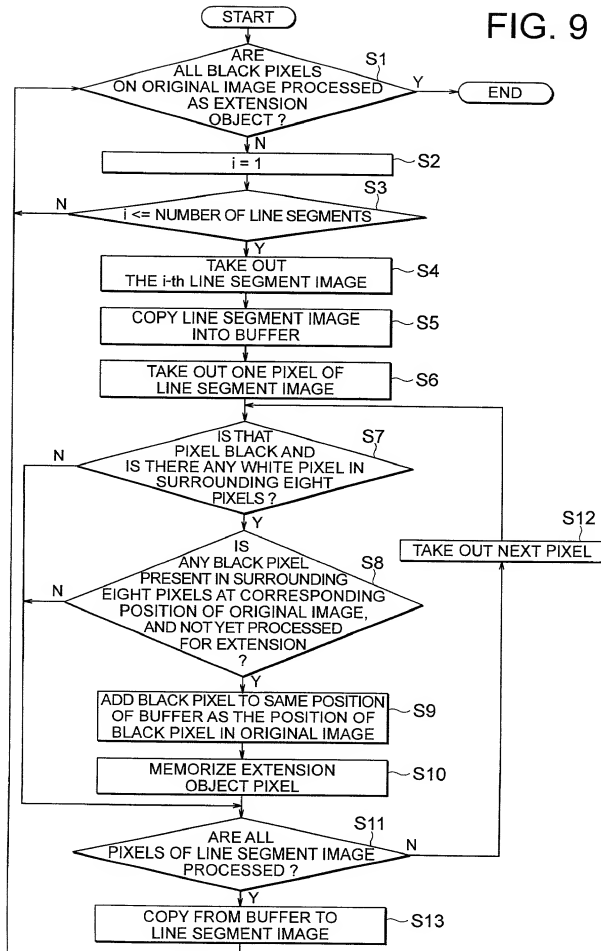 START
FIG. 9
ARE
ALL BLACK PIXELS
ON ORIGINAL IMAGE PROCESSED
AS EXTENSION
OBJECT ?
S1
Y
END
N
i = 1
S2
S3
N
i <= NUMBER OF LINE SEGMENTS
Y
TAKE OUT
THE i-th LINE SEGMENT IMAGE
S4
COPY LINE SEGMENT IMAGE
INTO BUFFER
S5
TAKE OUT ONE PIXEL OF
LINE SEGMENT IMAGE
S6
IS THAT
PIXEL BLACK AND
IS THERE ANY WHITE PIXEL IN
SURROUNDING EIGHT
PIXELS ?
S7
N
Y
S12
TAKE OUT NEXT PIXEL
IS
ANY BLACK PIXEL
PRESENT IN SURROUNDING
EIGHT PIXELS AT CORRESPONDING
POSITION OF ORIGINAL IMAGE,
AND NOT YET PROCESSED
FOR EXTENSION
?
S8
N
Y
ADD BLACK PIXEL TO SAME POSITION
OF BUFFER AS THE POSITION OF
BLACK PIXEL IN ORIGINAL IMAGE
S9
MEMORIZE EXTENSION
OBJECT PIXEL
S10
S11
ARE ALL
PIXELS OF LINE SEGMENT IMAGE
PROCESSED ?
N
Y
COPY FROM BUFFER TO
LINE SEGMENT IMAGE
S13